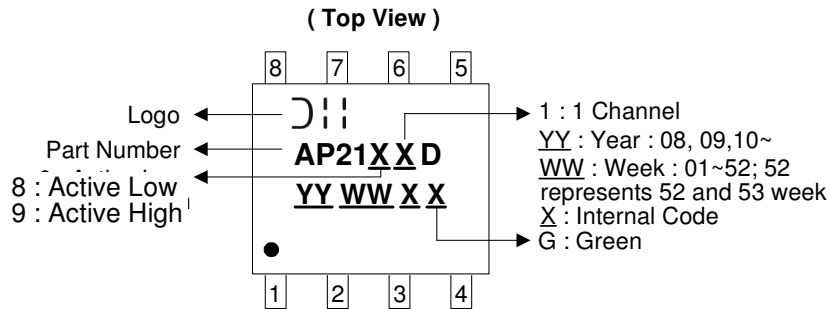 ( Top View )
8 7 6 5
Logo
Part Number
8 : Active Low
9 : Active High
AP21XXD
YY WW X X
1 : 1 Channel
YY : Year : 08, 09,10~
WW : Week : 01~52; 52
represents 52 and 53 week
X : Internal Code
G : Green
1 2 3 4